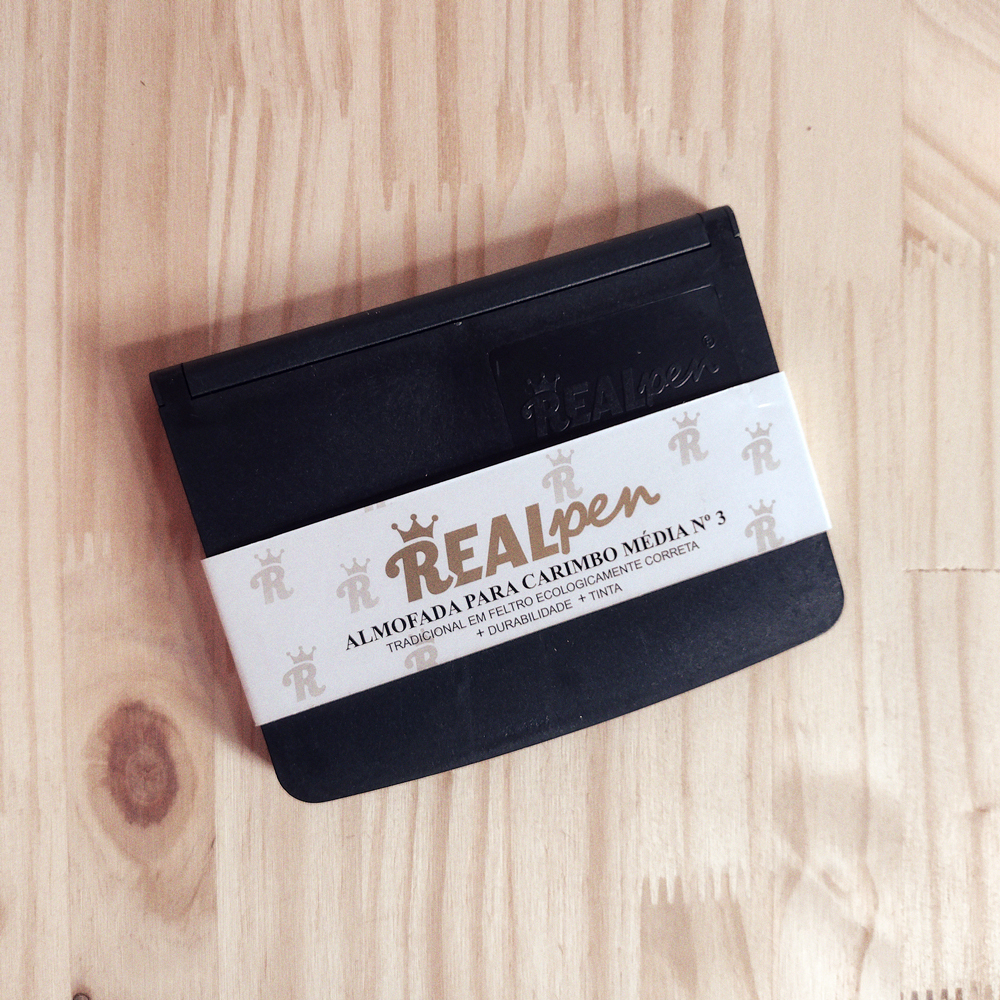 REALpen®
REALpen
ALMOFADA PARA CARIMBO MÉDIA Nº 3
TRADICIONAL EM FELTRO ECOLOGICAMENTE CORRETA
+ DURABILIDADE + TINTA
R
R
R
R
R
R
R
R